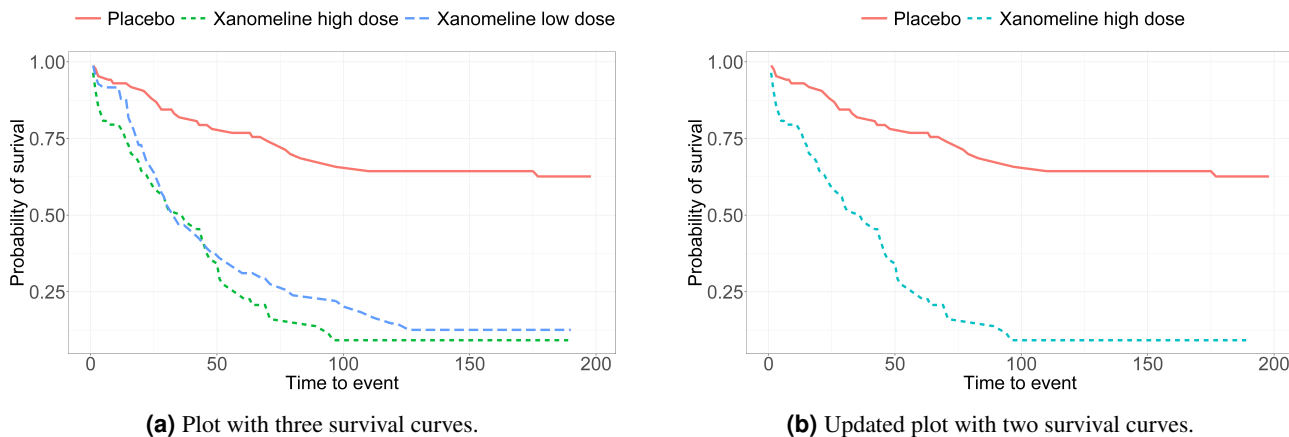 Placebo Xanomeline high dose Xanomeline low dose
Probability of surival
1.00
0.75
0.50
0.25
0 50 100 150 200
Time to event
(a) Plot with three survival curves.
Placebo Xanomeline high dose
Probability of surival
1.00
0.75
0.50
0.25
0 50 100 150 200
Time to event
(b) Updated plot with two survival curves.